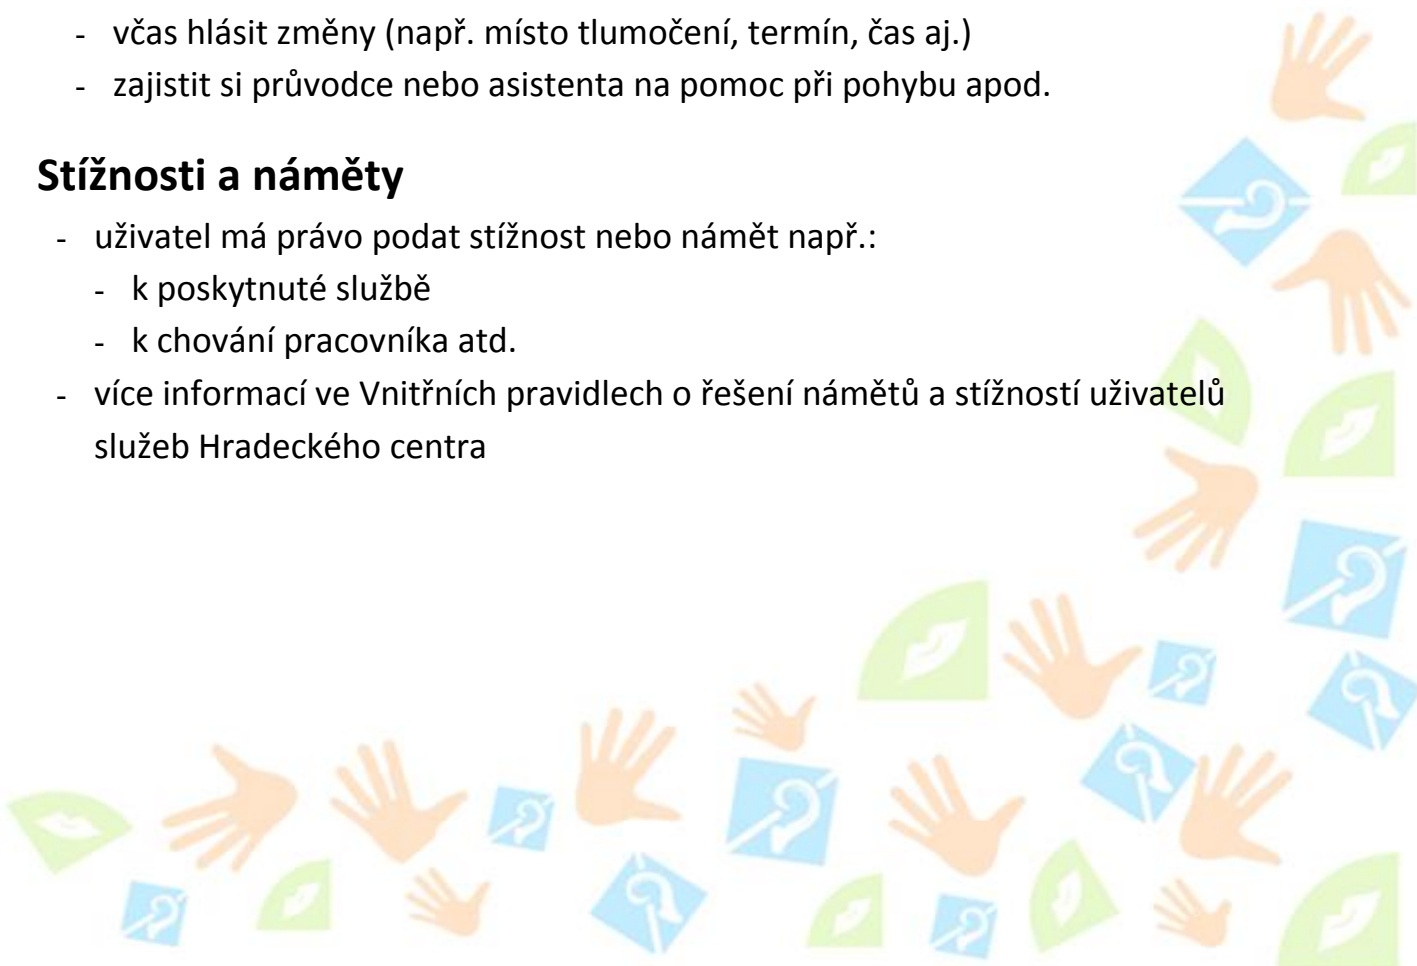 - včas hlásit změny (např. místo tlumočení, termín, čas aj.)
- zajistit si průvodce nebo asistenta na pomoc při pohybu apod.
Stížnosti a náměty
- uživatel má právo podat stížnost nebo námět např.:
- k poskytnuté službě
- k chování pracovníka atd.
- více informací ve Vnitřních pravidlech o řešení námětů a stížností uživatelů
služeb Hradeckého centra